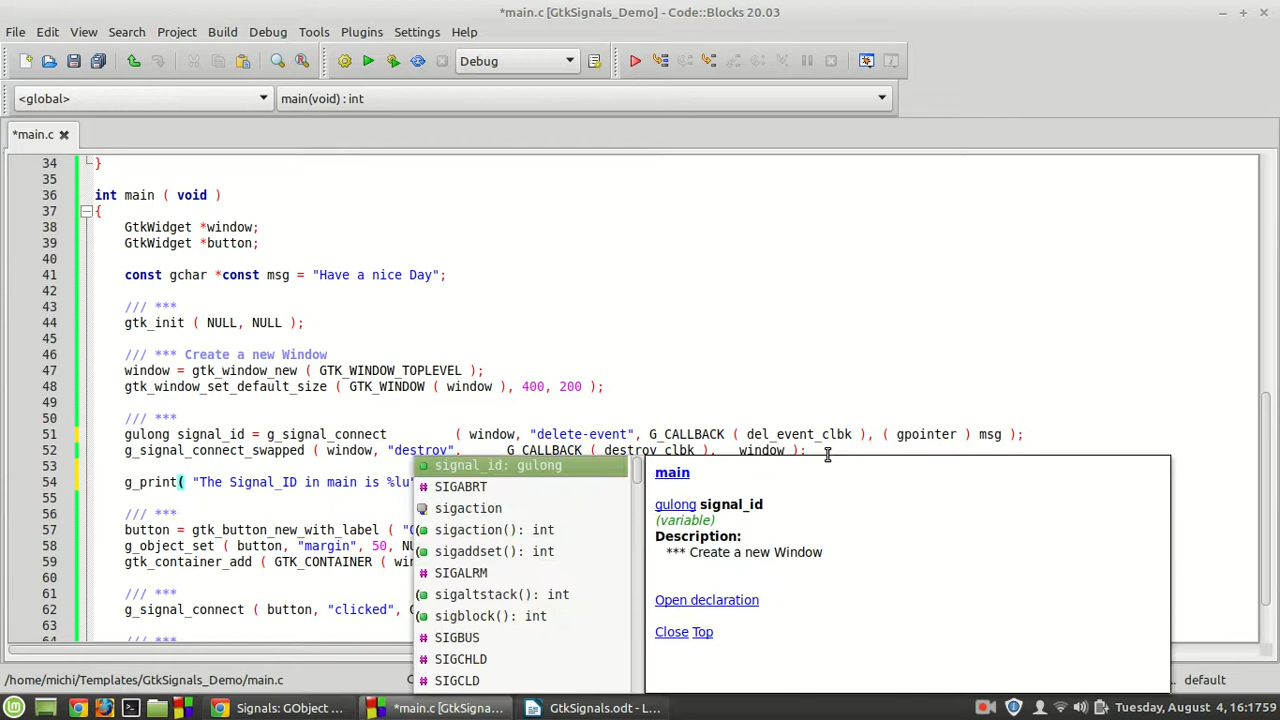 *main.c [GtkSignals_Demo] - Code::Blocks 20.03
File Edit View Search Project Build Debug Tools Plugins Settings Help
Debug
<global> main(void) : int
*main.c
34 }
35
36 int main ( void )
37 {
38 GtkWidget *window;
39 GtkWidget *button;
40
41 const gchar *const msg = "Have a nice Day";
42
43 /// ***
44 gtk_init ( NULL, NULL );
45
46 /// *** Create a new Window
47 window = gtk_window_new ( GTK_WINDOW_TOPLEVEL );
48 gtk_window_set_default_size ( GTK_WINDOW ( window ), 400, 200 );
49
50 /// ***
51 gulong signal_id = g_signal_connect ( window, "delete-event", G_CALLBACK ( del_event_clbk ), ( gpointer ) msg );
52 g_signal_connect_swapped ( window, "destroy", G_CALLBACK ( destroy_clbk ), window );
53
54 g_print( "The Signal_ID in main is %lu"
55
56 /// ***
57 button = gtk_button_new_with_label (
58 g_object_set ( button, "margin", 50,
59 gtk_container_add ( GTK_CONTAINER (
60
61 /// ***
62 g_signal_connect ( button, "clicked",
63
64 /// ***
signal_id: gulong
SIGABRT
sigaction
sigaction(): int
sigaddset(): int
SIGALRM
sigaltstack(): int
sigblock(): int
SIGBUS
SIGCHLD
SIGCLD
main
gulong signal_id
(variable)
Description:
*** Create a new Window
Open declaration
Close Top
/home/michi/Templates/GtkSignals_Demo/main.c
default
Signals: GObject ...
*main.c [GtkSigna...
GtkSignals.odt - L...
Tuesday, August 4, 16:17:59